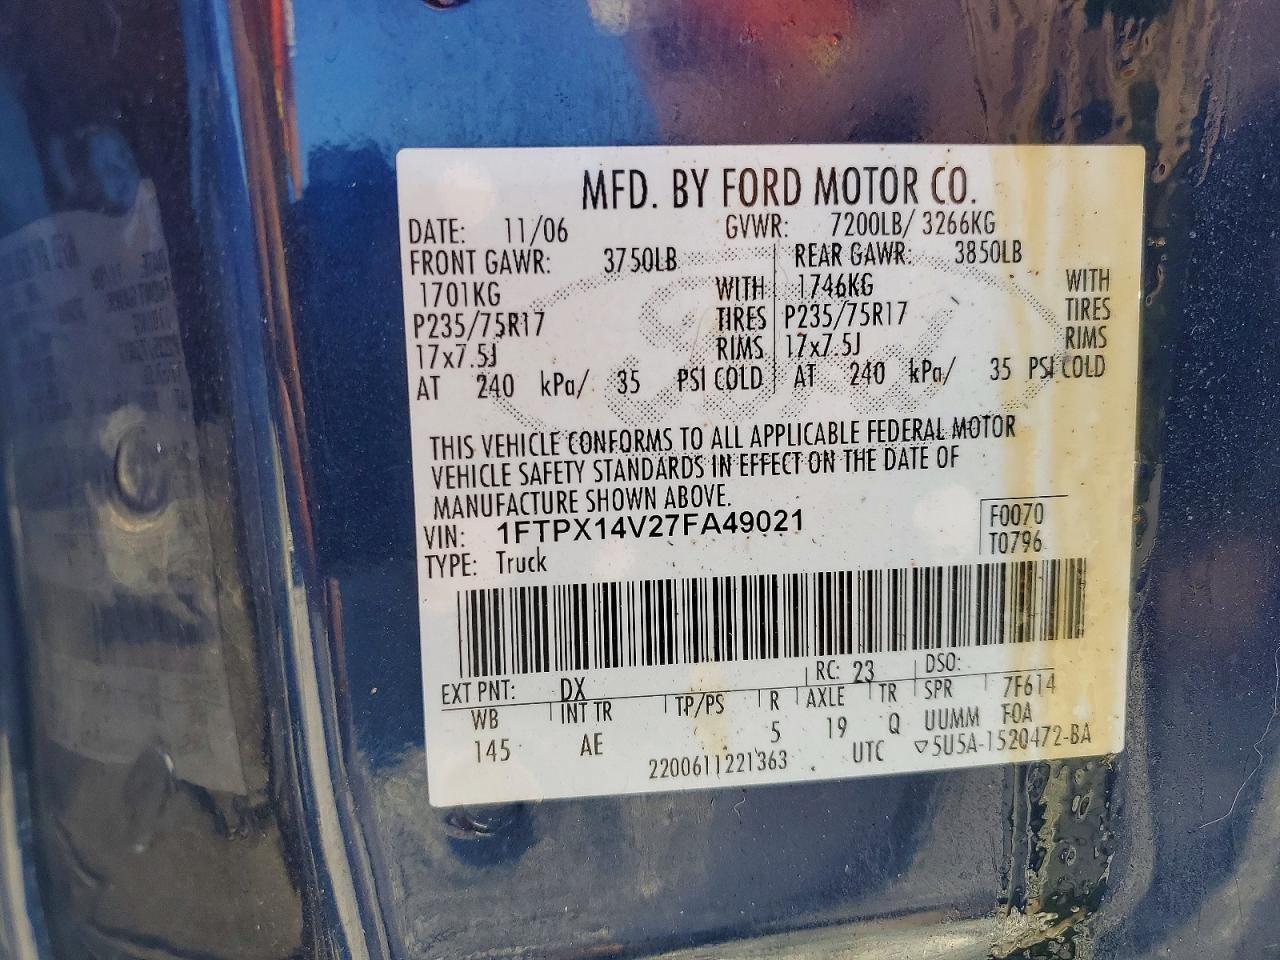 MFD. BY FORD MOTOR CO.
DATE: 11/06 GVWR: 7200LB/ 3266KG
FRONT GAWR: 3750LB REAR GAWR: 3850LB
1701KG WITH 1746KG WITH
P235/75R17 TIRES P235/75R17 TIRES
17x7.5J RIMS 17x7.5J RIMS
AT 240 kPa/ 35 PSI COLD AT 240 kPa/ 35 PSI COLD
THIS VEHICLE CONFORMS TO ALL APPLICABLE FEDERAL MOTOR
VEHICLE SAFETY STANDARDS IN EFFECT ON THE DATE OF
MANUFACTURE SHOWN ABOVE.
VIN: 1FTPX14V27FA49021 F0070
TYPE: Truck T0796
EXT PNT: DX RC: 23 DSO:
WB INT TR TP/PS R AXLE TR SPR 7F614
145 AE 5 19 Q UUMM F0A
2200611221363 UTC ▽5U5A-1520472-BA